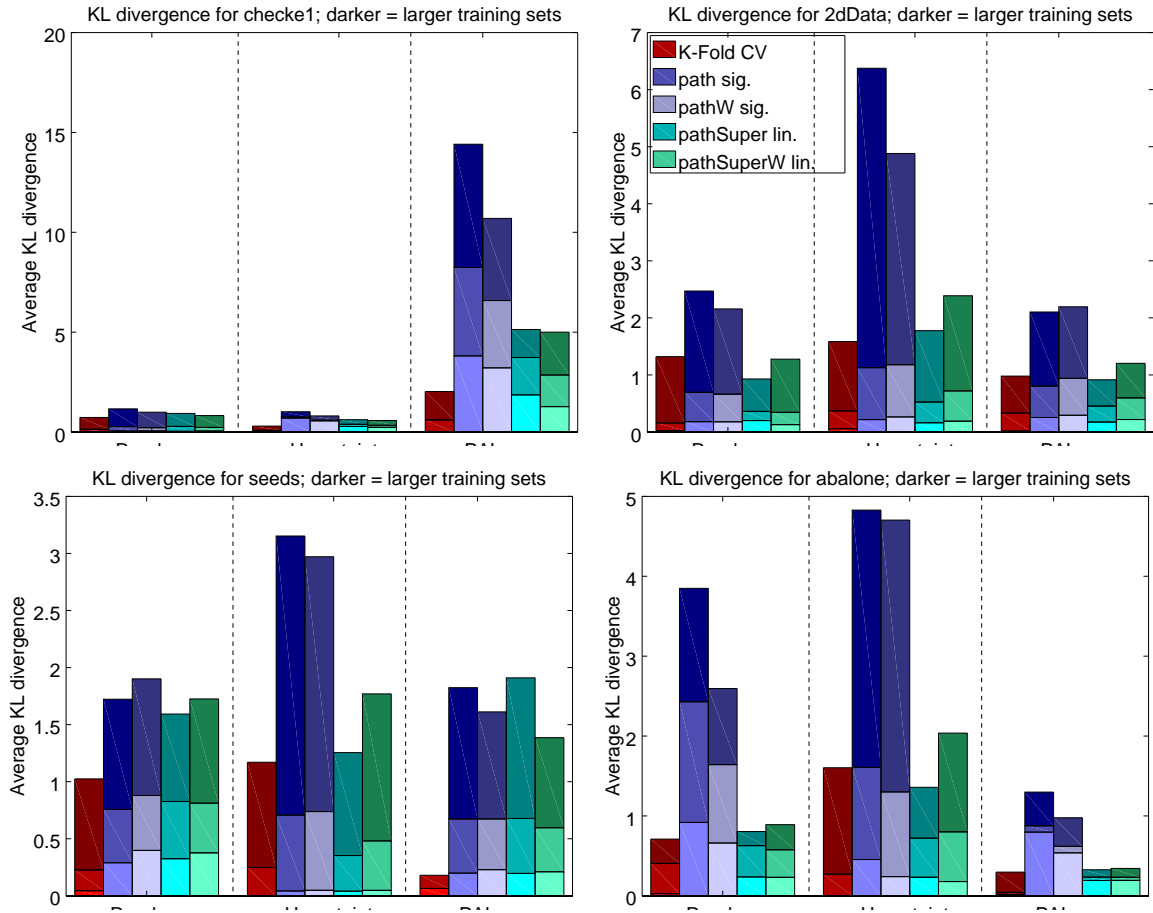 KL divergence for checke1; darker = larger training sets
Average KL divergence
20
15
10
5
0
KL divergence for 2dData; darker = larger training sets
Average KL divergence
7
6
5
4
3
2
1
0
K-Fold CV
path sig.
pathW sig.
pathSuper lin.
pathSuperW lin.
KL divergence for seeds; darker = larger training sets
Average KL divergence
3.5
3
2.5
2
1.5
1
0.5
0
KL divergence for abalone; darker = larger training sets
Average KL divergence
5
4
3
2
1
0